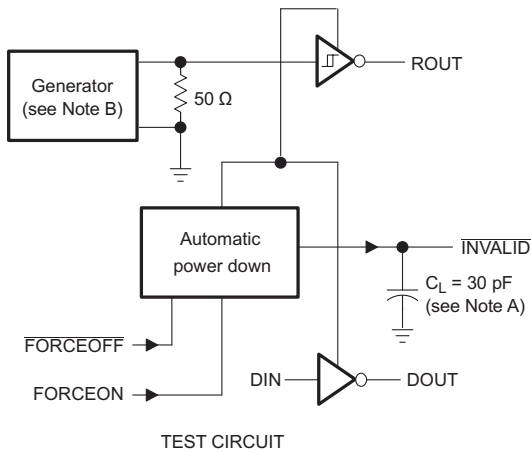 ROUT
Generator
(see Note B)
50 Ω
Automatic
power down
INVALID
C_L = 30 pF
(see Note A)
FORCEOFF
FORCEON
DIN
DOUT
TEST CIRCUIT